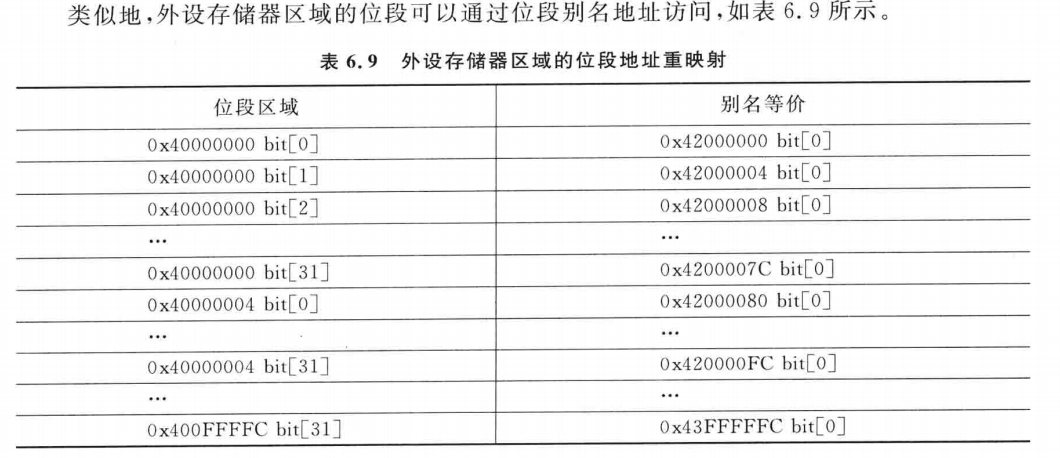 类似地,外设存储器区域的位段可以通过位段别名地址访问,如表 6.9 所示。
表 6.9 外设存储器区域的位段地址重映射
位段区域 别名等价
0x40000000 bit[0] 0x42000000 bit[0]
0x40000000 bit[1] 0x42000004 bit[0]
0x40000000 bit[2] 0x42000008 bit[0]
… …
0x40000000 bit[31] 0x4200007C bit[0]
0x40000004 bit[0] 0x42000080 bit[0]
… …
0x40000004 bit[31] 0x420000FC bit[0]
… …
0x400FFFFC bit[31] 0x43FFFFFC bit[0]